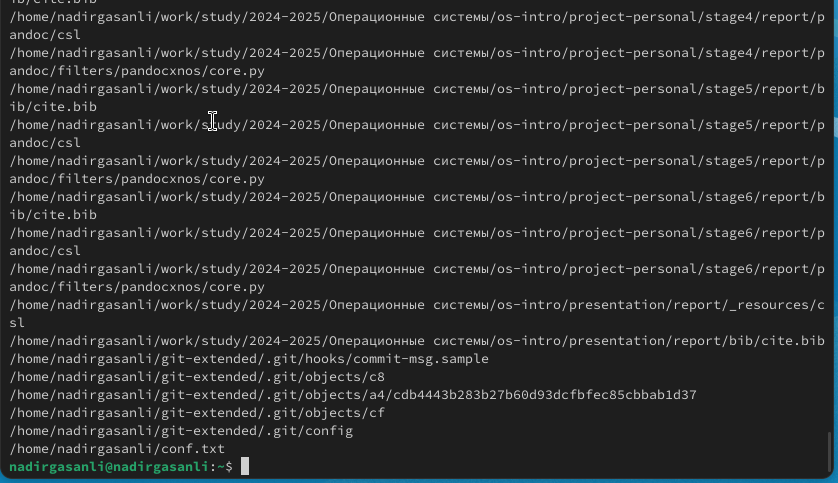 ib/cite.bib
/home/nadirgasanli/work/study/2024-2025/Операционные системы/os-intro/project-personal/stage4/report/p
andoc/csl
/home/nadirgasanli/work/study/2024-2025/Операционные системы/os-intro/project-personal/stage4/report/p
andoc/filters/pandocxnos/core.py
/home/nadirgasanli/work/study/2024-2025/Операционные системы/os-intro/project-personal/stage5/report/b
ib/cite.bib
/home/nadirgasanli/work/study/2024-2025/Операционные системы/os-intro/project-personal/stage5/report/p
andoc/csl
/home/nadirgasanli/work/study/2024-2025/Операционные системы/os-intro/project-personal/stage5/report/p
andoc/filters/pandocxnos/core.py
/home/nadirgasanli/work/study/2024-2025/Операционные системы/os-intro/project-personal/stage6/report/b
ib/cite.bib
/home/nadirgasanli/work/study/2024-2025/Операционные системы/os-intro/project-personal/stage6/report/p
andoc/csl
/home/nadirgasanli/work/study/2024-2025/Операционные системы/os-intro/project-personal/stage6/report/p
andoc/filters/pandocxnos/core.py
/home/nadirgasanli/work/study/2024-2025/Операционные системы/os-intro/presentation/report/_resources/c
sl
/home/nadirgasanli/work/study/2024-2025/Операционные системы/os-intro/presentation/report/bib/cite.bib
/home/nadirgasanli/git-extended/.git/hooks/commit-msg.sample
/home/nadirgasanli/git-extended/.git/objects/c8
/home/nadirgasanli/git-extended/.git/objects/a4/cdb4443b283b27b60d93dcfbfec85cbbab1d37
/home/nadirgasanli/git-extended/.git/objects/cf
/home/nadirgasanli/git-extended/.git/config
/home/nadirgasanli/conf.txt
nadirgasanli@nadirgasanli:~$